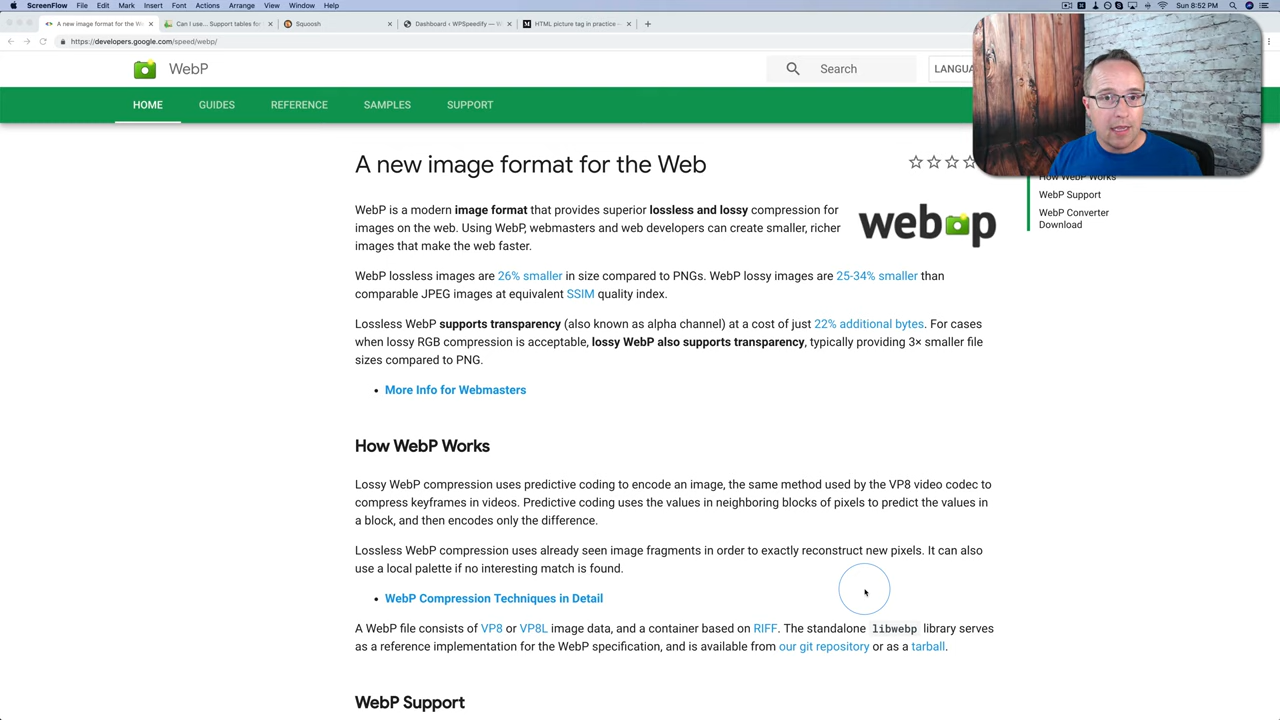 ScreenFlow File Edit Mark Insert Font Actions Arrange View Window Help Sun 8:52 PM
A new image format for the We Can I use... Support tables for Squoosh Dashboard ‹ WPSpeedify — W HTML picture tag in practice -
https://developers.google.com/speed/webp/
WebP Search LANGUA
HOME GUIDES REFERENCE SAMPLES SUPPORT
A new image format for the Web
How WebP Works
WebP Support
WebP Converter
Download
WebP is a modern image format that provides superior lossless and lossy compression for
images on the web. Using WebP, webmasters and web developers can create smaller, richer
images that make the web faster.
webp
WebP lossless images are 26% smaller in size compared to PNGs. WebP lossy images are 25-34% smaller than
comparable JPEG images at equivalent SSIM quality index.
Lossless WebP supports transparency (also known as alpha channel) at a cost of just 22% additional bytes. For cases
when lossy RGB compression is acceptable, lossy WebP also supports transparency, typically providing 3× smaller file
sizes compared to PNG.
• More Info for Webmasters
How WebP Works
Lossy WebP compression uses predictive coding to encode an image, the same method used by the VP8 video codec to
compress keyframes in videos. Predictive coding uses the values in neighboring blocks of pixels to predict the values in
a block, and then encodes only the difference.
Lossless WebP compression uses already seen image fragments in order to exactly reconstruct new pixels. It can also
use a local palette if no interesting match is found.
• WebP Compression Techniques in Detail
A WebP file consists of VP8 or VP8L image data, and a container based on RIFF. The standalone libwebp library serves
as a reference implementation for the WebP specification, and is available from our git repository or as a tarball.
WebP Support